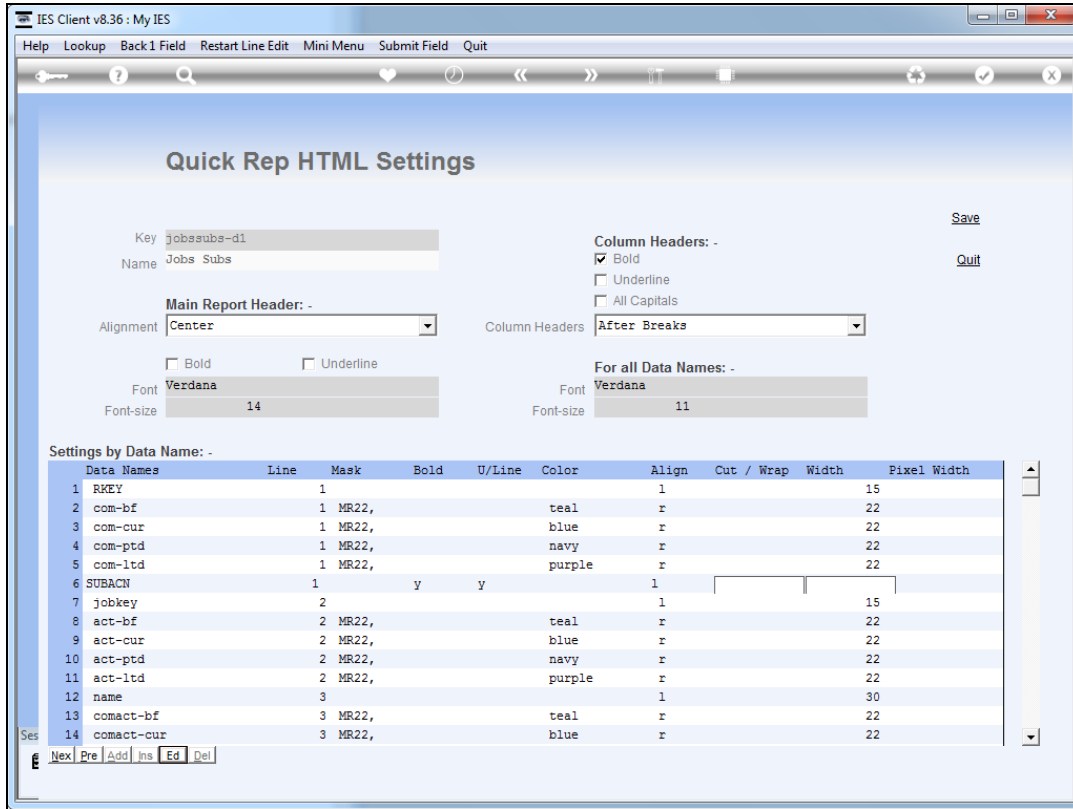 IES Client v8.36 : My IES
Help Lookup Back 1 Field Restart Line Edit Mini Menu Submit Field Quit
Quick Rep HTML Settings
Save
Key jobssubs-d1
Column Headers: -
Name Jobs Subs
Bold
Quit
Underline
Main Report Header: -
All Capitals
Alignment Center
Column Headers After Breaks
Bold Underline
For all Data Names: -
Font Verdana
Font Verdana
Font-size 14
Font-size 11
Settings by Data Name: -
Data Names Line Mask Bold U/Line Color Align Cut / Wrap Width Pixel Width
1 RKEY 1 l 15
2 com-bf 1 MR22, teal r 22
3 com-cur 1 MR22, blue r 22
4 com-ptd 1 MR22, navy r 22
5 com-ltd 1 MR22, purple r 22
6 SUBACN 1 y y l
7 jobkey 2 l 15
8 act-bf 2 MR22, teal r 22
9 act-cur 2 MR22, blue r 22
10 act-ptd 2 MR22, navy r 22
11 act-ltd 2 MR22, purple r 22
12 name 3 l 30
13 comact-bf 3 MR22, teal r 22
14 comact-cur 3 MR22, blue r 22
Ses
Nex Pre Add Ins Ed Del